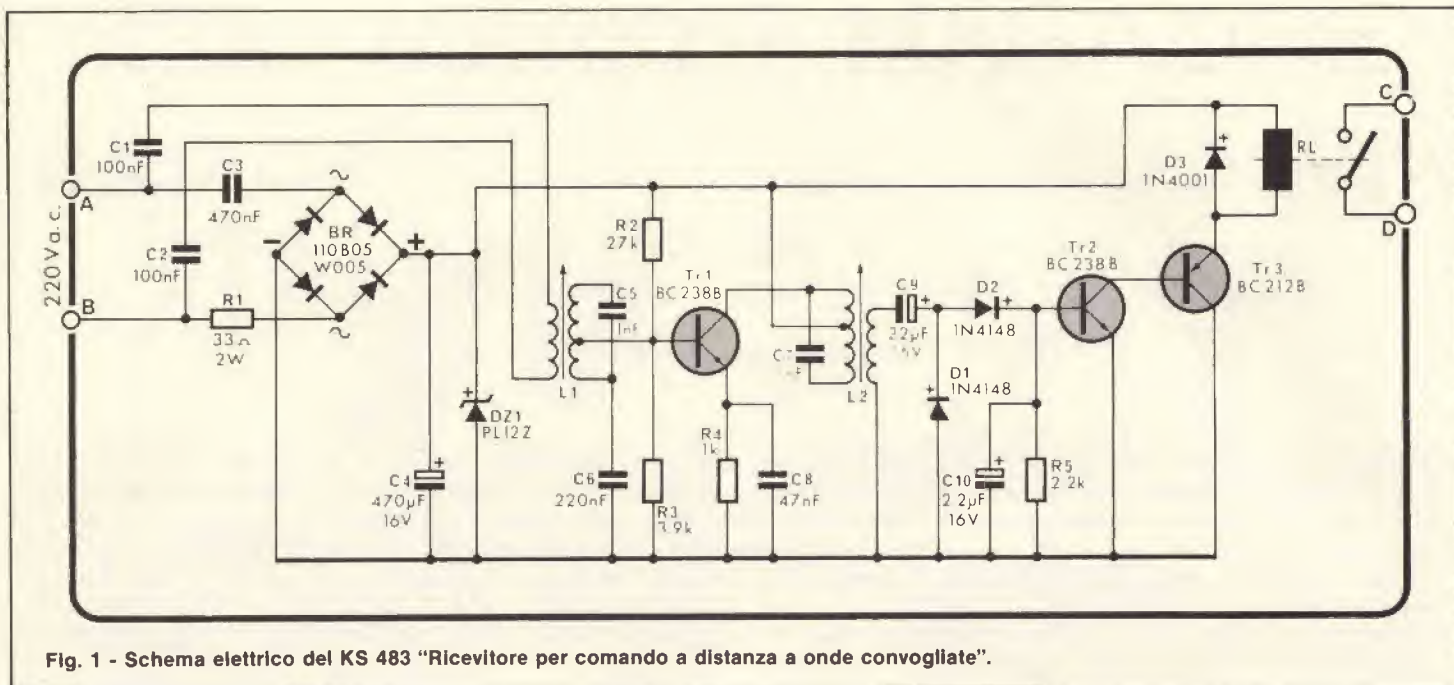 C1
100nF
C3
470nF
A
220 Va.c.
C2
100nF
B
R1
33Ω
2W
~
BR
110B05
W005
~
-
+
C4
470µF
16V
+
DZ1
PL12Z
+
L1
C5
1nF
C6
220nF
R2
27k
R3
3.9k
Tr1
BC238B
R4
1k
C8
47nF
L2
C9
+
D2
1N4148
+
D1
1N4148
+
C10
2.2µF
16V
+
R5
2.2k
Tr2
BC238B
Tr3
BC212B
D3
1N4001
+
RL
C
D
Fig. 1 - Schema elettrico del KS 483 "Ricevitore per comando a distanza a onde convogliate".